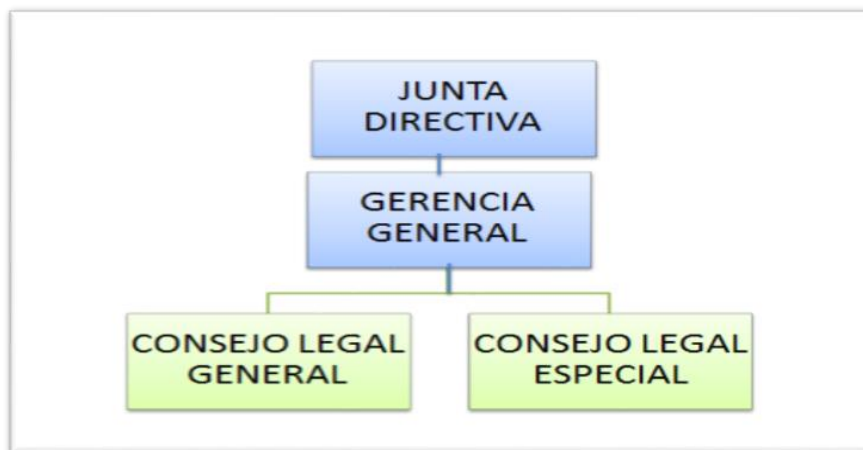 JUNTA
DIRECTIVA
GERENCIA
GENERAL
CONSEJO LEGAL
GENERAL
CONSEJO LEGAL
ESPECIAL